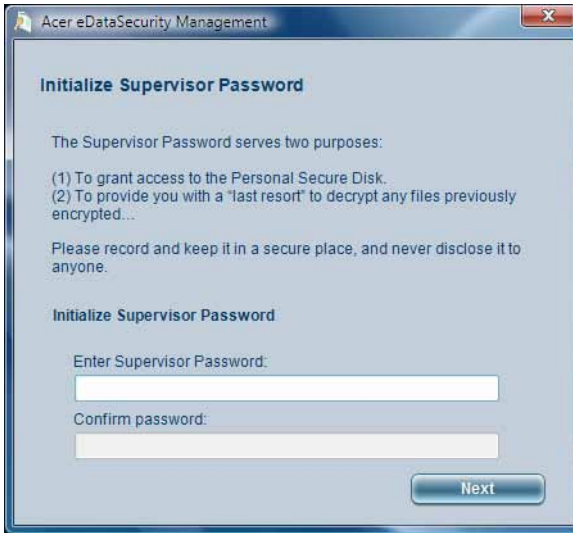 Acer eDataSecurity Management
Initialize Supervisor Password
The Supervisor Password serves two purposes:
(1) To grant access to the Personal Secure Disk.
(2) To provide you with a "last resort" to decrypt any files previously
encrypted...
Please record and keep it in a secure place, and never disclose it to
anyone.
Initialize Supervisor Password
Enter Supervisor Password:
Confirm password:
Next